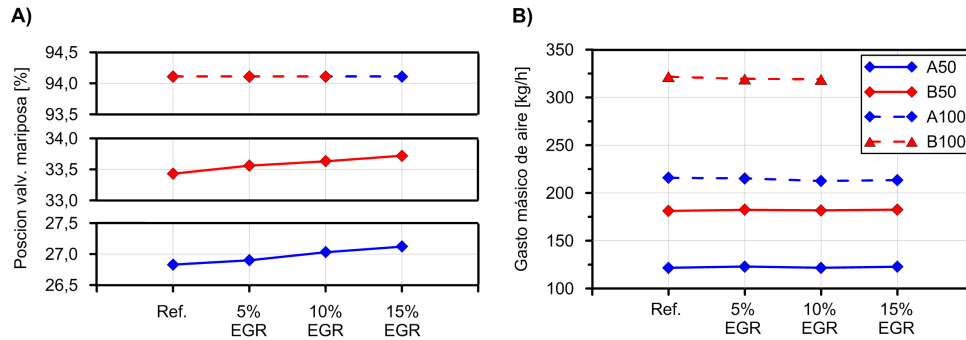 A)
Poscion valv. mariposa [%]
94,5
94,0
93,5
34,0
33,5
33,0
27,5
27,0
26,5
Ref.
5%
EGR
10%
EGR
15%
EGR
B)
Gasto másico de aire [kg/h]
350
300
250
200
150
100
Ref.
5%
EGR
10%
EGR
15%
EGR
A50
B50
A100
B100